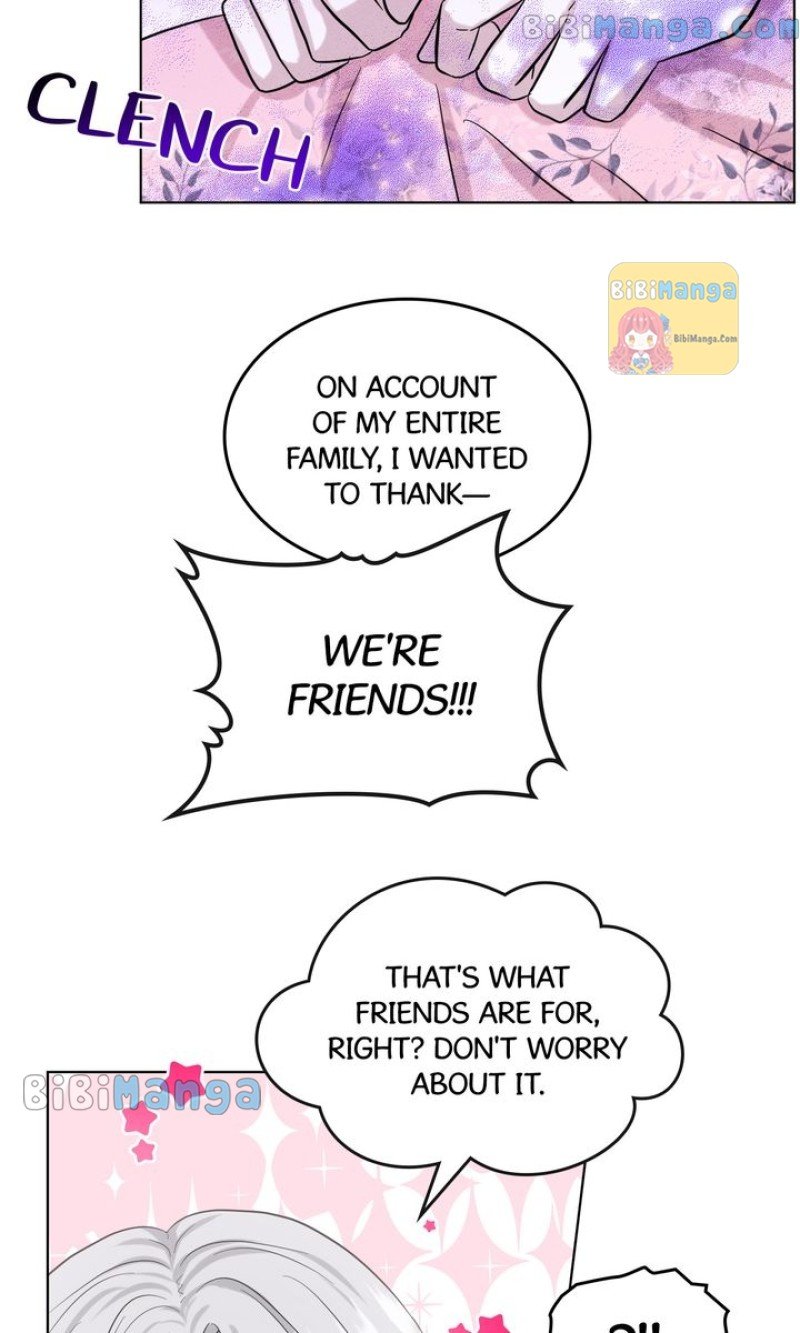 BiBiManga.Com
CLENCH
BiBiManga
BibiManga.Com
ON ACCOUNT
OF MY ENTIRE
FAMILY, I WANTED
TO THANK—
WE'RE
FRIENDS!!!
THAT'S WHAT
FRIENDS ARE FOR,
RIGHT? DON'T WORRY
ABOUT IT.
BiBiManga